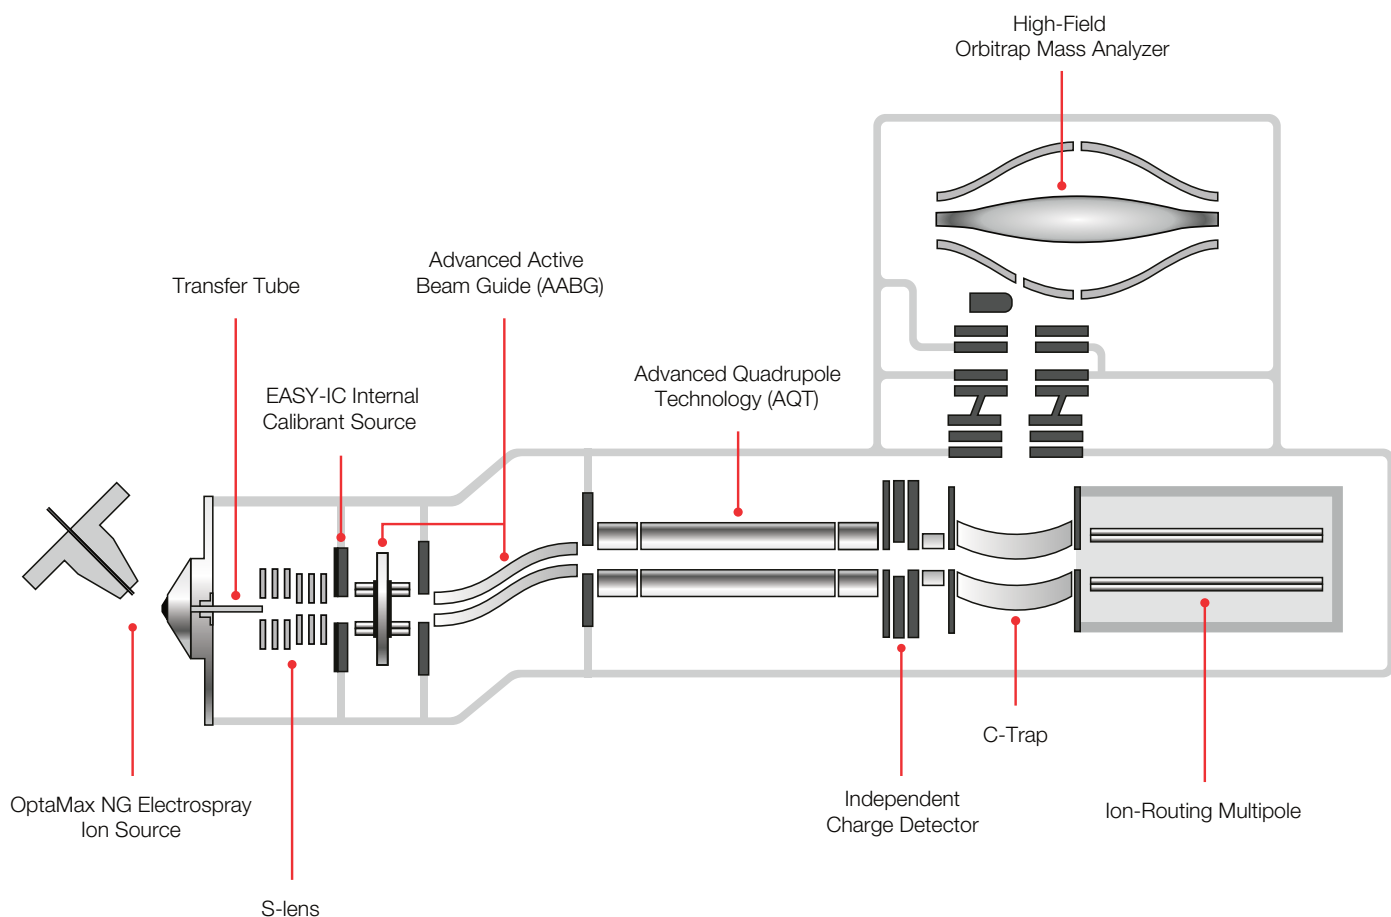 High-Field
Orbitrap Mass Analyzer
Advanced Active
Beam Guide (AABG)
Transfer Tube
Advanced Quadrupole
Technology (AQT)
EASY-IC Internal
Calibrant Source
C-Trap
OptaMax NG Electrospray
Ion Source
Independent
Charge Detector
Ion-Routing Multipole
S-lens